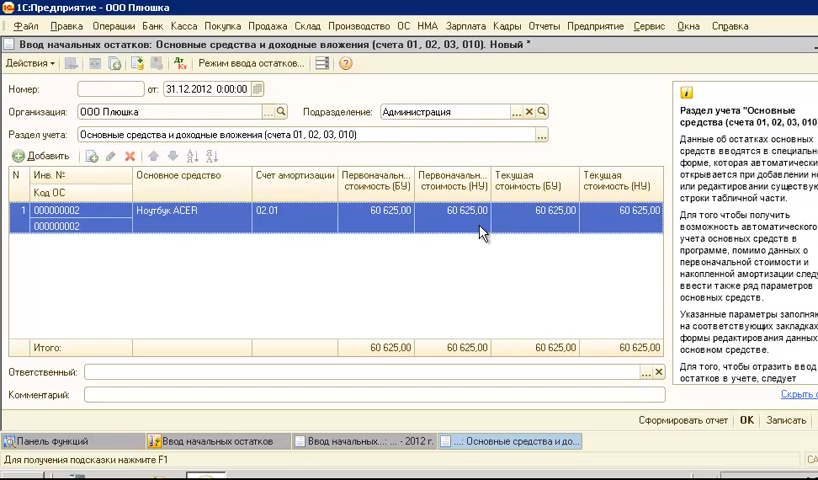 1С:Предприятие - ООО Плюшка
Файл Правка Операции Банк Касса Покупка Продажа Склад Производство ОС НМА Зарплата Кадры Отчеты Предприятие Сервис Окна Справка
Ввод начальных остатков: Основные средства и доходные вложения (счета 01, 02, 03, 010). Новый *
Действия Режим ввода остатков...
Номер: от: 31.12.2012 0:00:00
Организация: ООО Плюшка Подразделение: Администрация
Раздел учета: Основные средства и доходные вложения (счета 01, 02, 03, 010)
Добавить
N Инв. №: Основное средство Счет амортизации Первоначальн... стоимость (БУ) Первоначальн... стоимость (НУ) Текущая стоимость (БУ) Текущая стоимость (НУ)
Код ОС
1 000000002 Ноутбук ACER 02.01 60 625,00 60 625,00 60 625,00 60 625,00
000000002
Итого: 60 625,00 60 625,00 60 625,00 60 625,00
Ответственный:
Комментарий:
Раздел учета "Основные
средства (счета 01, 02, 03, 010)
Данные об остатках основных
средств вводятся в специальн
форме, которая автоматически
открывается при добавлении но
или редактировании существую
строки табличной части.
Для того чтобы получить
возможность автоматического
учета основных средств в
программе, помимо данных о
первоначальной стоимости и
накопленной амортизации следу
ввести также ряд параметров
основных средств.
Указанные параметры заполняю
на соответствующих закладках
формы редактирования данных
основном средстве.
Для того, чтобы отразить ввод
остатков в учете, следует
Скрыть
Сформировать отчет OK Записать
Панель функций Ввод начальных остатков Ввод начальных...: ... - 2012 г. ...: Основные средства и до...
Для получения подсказки нажмите F1